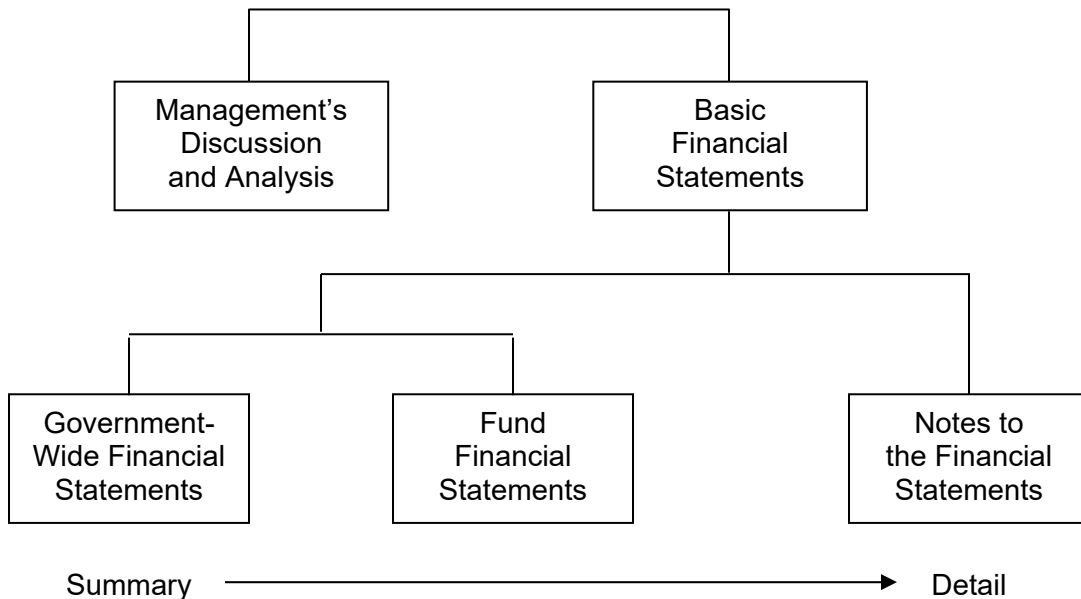 Management’s
Discussion
and Analysis
Basic
Financial
Statements
Government-
Wide Financial
Statements
Fund
Financial
Statements
Notes to
the Financial
Statements
Summary
Detail